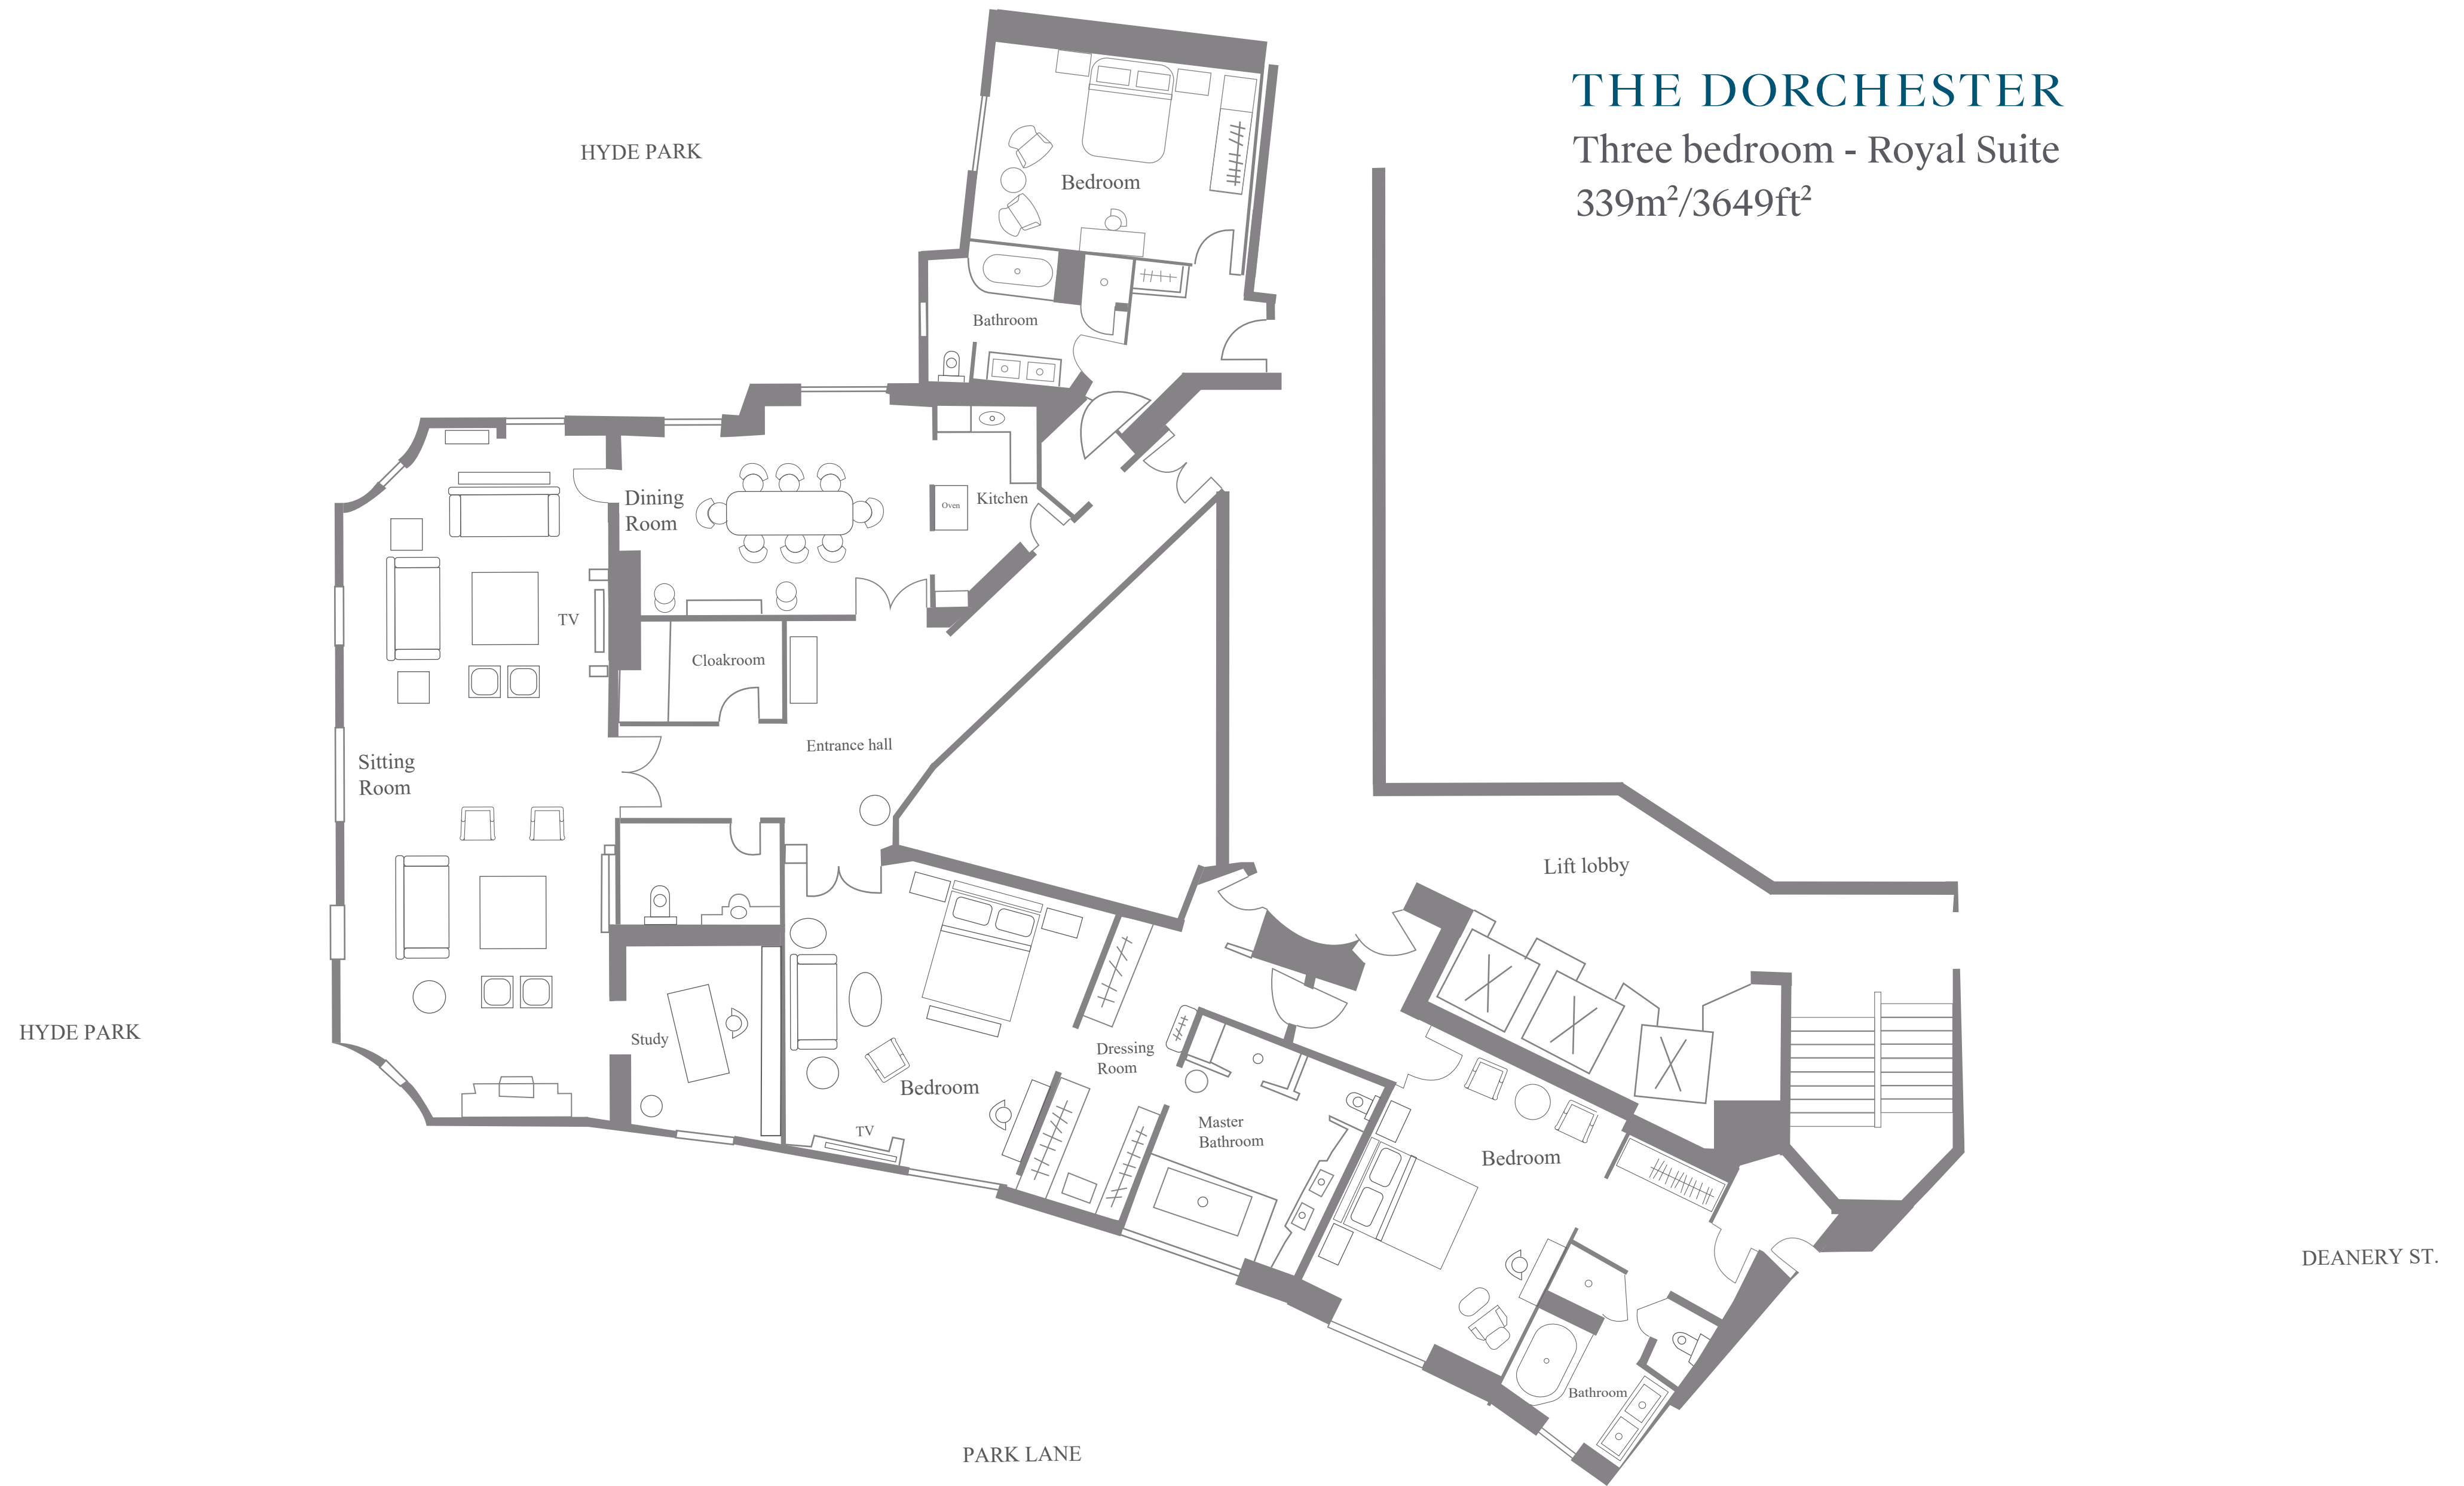 THE DORCHESTER
Three bedroom - Royal Suite
339m²/3649ft²
HYDE PARK
Bedroom
Bathroom
Dining
Room
Oven
Kitchen
TV
Cloakroom
Entrance hall
Sitting
Room
Lift lobby
HYDE PARK
Study
Bedroom
TV
Dressing
Room
Master
Bathroom
Bedroom
Bathroom
DEANERY ST.
PARK LANE